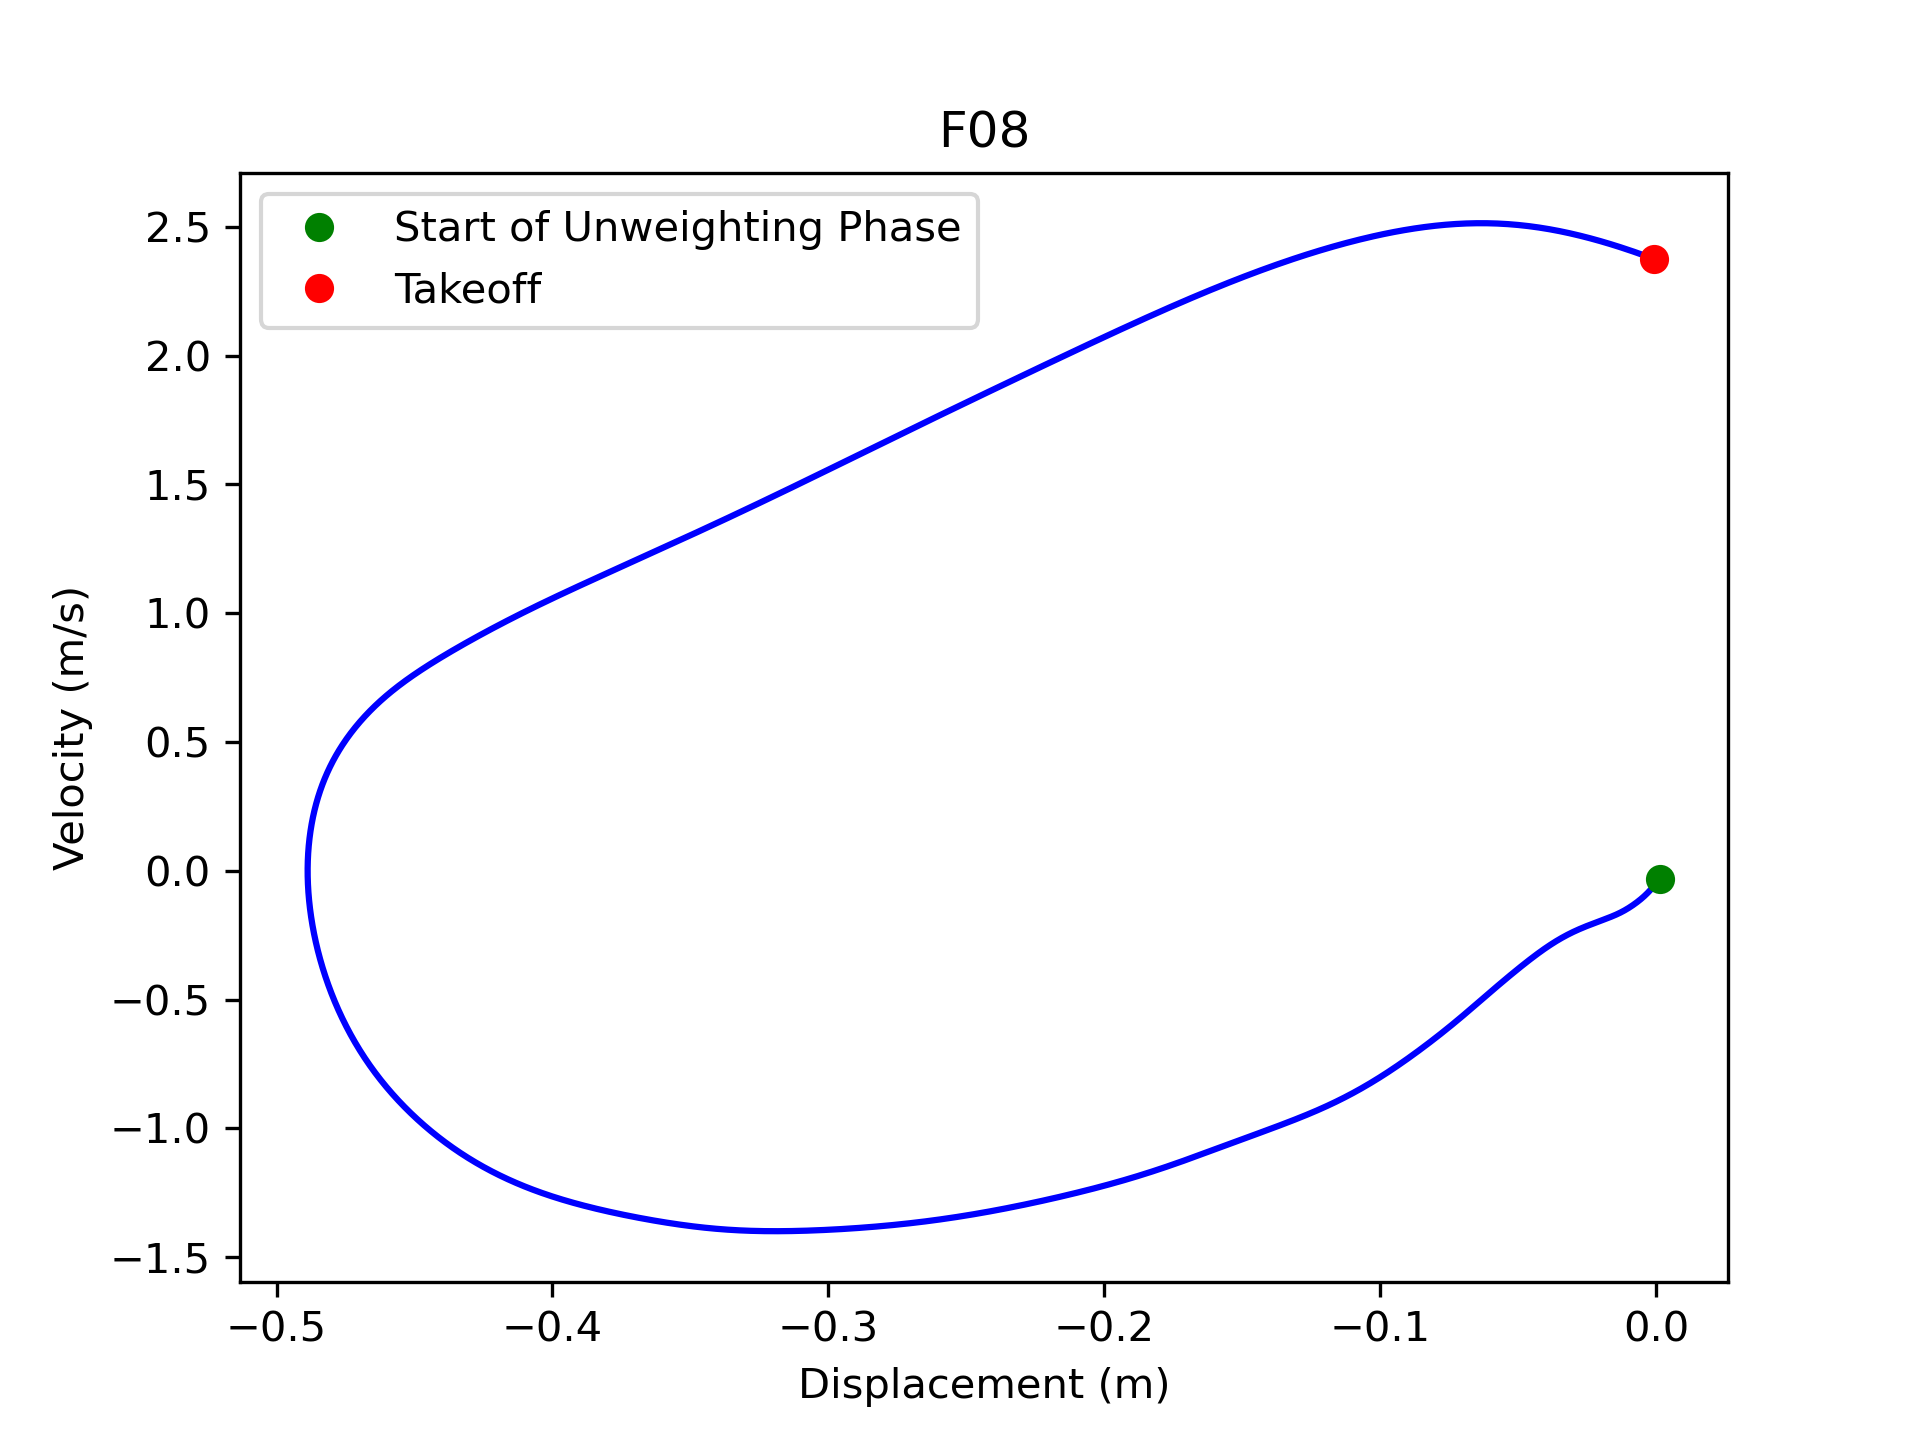 F08
Start of Unweighting Phase
Takeoff
2.5
2.0
1.5
1.0
0.5
0.0
−0.5
−1.0
−1.5
Velocity (m/s)
−0.5 −0.4 −0.3 −0.2 −0.1 0.0
Displacement (m)